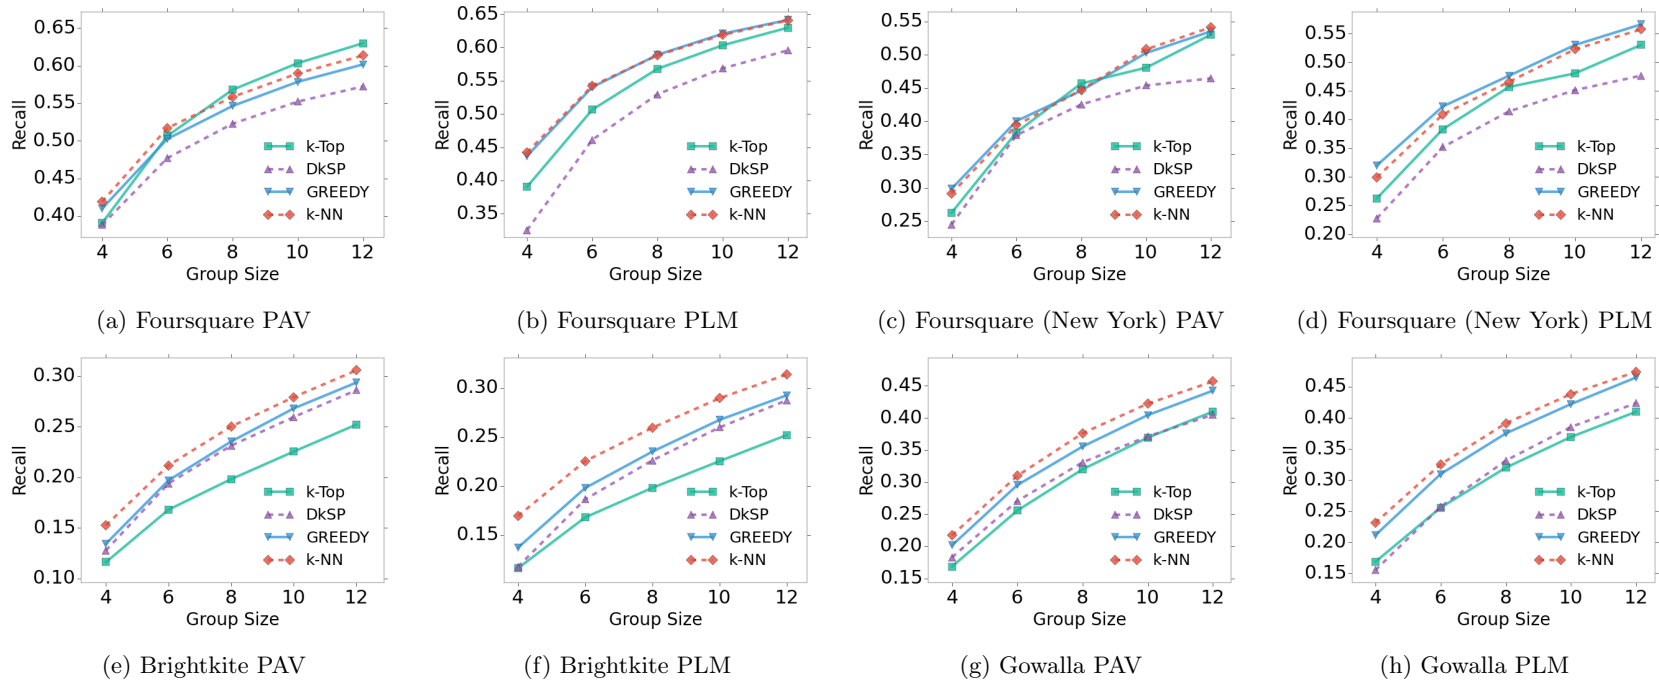 0.65
0.60
0.55
0.50
0.45
0.40
Recall
k-Top
DkSP
GREEDY
k-NN
4 6 8 10 12
Group Size
(a) Foursquare PAV
0.65
0.60
0.55
0.50
0.45
0.40
0.35
Recall
k-Top
DkSP
GREEDY
k-NN
4 6 8 10 12
Group Size
(b) Foursquare PLM
0.55
0.50
0.45
0.40
0.35
0.30
0.25
Recall
k-Top
DkSP
GREEDY
k-NN
4 6 8 10 12
Group Size
(c) Foursquare (New York) PAV
0.55
0.50
0.45
0.40
0.35
0.30
0.25
0.20
Recall
k-Top
DkSP
GREEDY
k-NN
4 6 8 10 12
Group Size
(d) Foursquare (New York) PLM
0.30
0.25
0.20
0.15
0.10
Recall
k-Top
DkSP
GREEDY
k-NN
4 6 8 10 12
Group Size
(e) Brightkite PAV
0.30
0.25
0.20
0.15
Recall
k-Top
DkSP
GREEDY
k-NN
4 6 8 10 12
Group Size
(f) Brightkite PLM
0.45
0.40
0.35
0.30
0.25
0.20
0.15
Recall
k-Top
DkSP
GREEDY
k-NN
4 6 8 10 12
Group Size
(g) Gowalla PAV
0.45
0.40
0.35
0.30
0.25
0.20
0.15
Recall
k-Top
DkSP
GREEDY
k-NN
4 6 8 10 12
Group Size
(h) Gowalla PLM